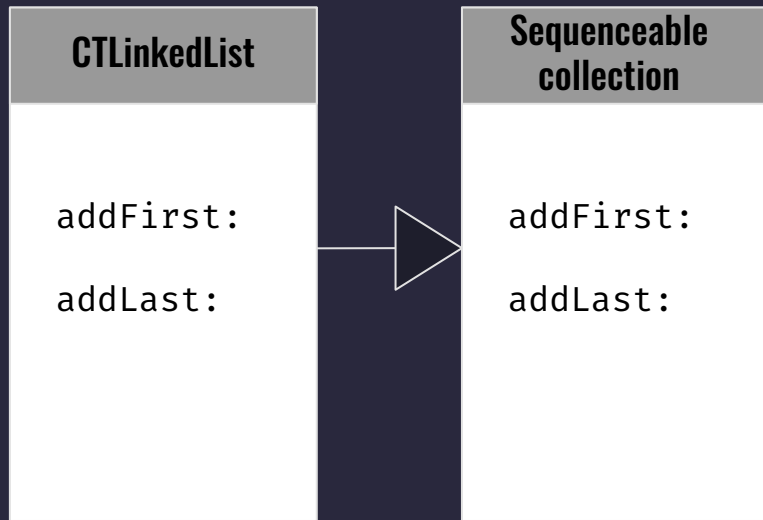 CTLinkedList
addFirst:
addLast:
Sequenceable
collection
addFirst:
addLast: